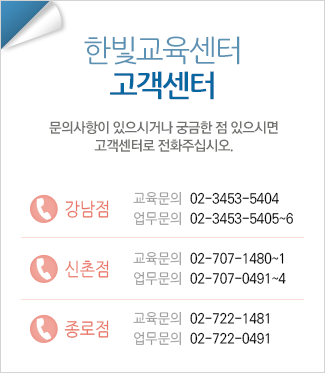 한빛교육센터
고객센터
문의사항이 있으시거나 궁금한 점 있으시면
고객센터로 전화주십시오.
강남점
교육문의 02-3453-5404
업무문의 02-3453-5405~6
신촌점
교육문의 02-707-1480~1
업무문의 02-707-0491~4
종로점
교육문의 02-722-1481
업무문의 02-722-0491